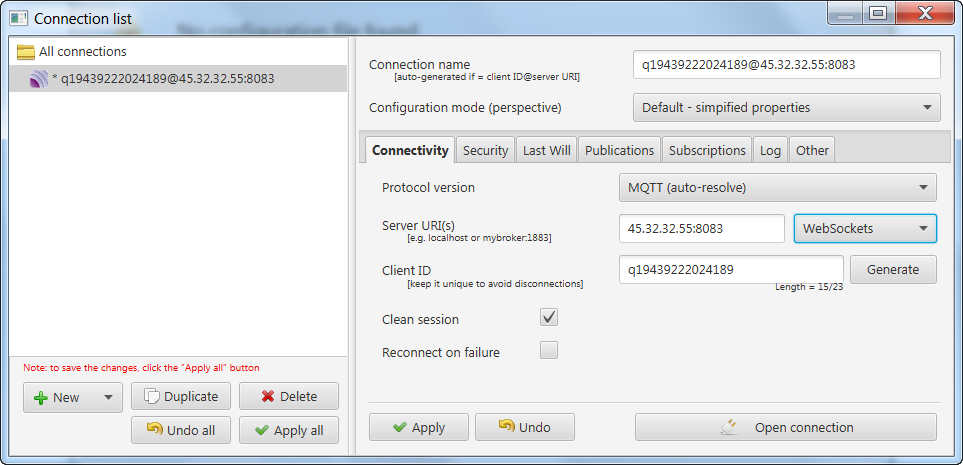 Connection list
No configuration file found
All connections
* q19439222024189@45.32.32.55:8083
Note: to save the changes, click the "Apply all" button
New
Duplicate
Delete
Undo all
Apply all
Connection name
[auto-generated if = client ID@server URI]
q19439222024189@45.32.32.55:8083
Configuration mode (perspective)
Default - simpified properties
Connectivity Security Last Will Publications Subscriptions Log Other
Protocol version
MQTT (auto-resolve)
Server URI(s)
[e.g. localhost or mybroker:1883]
45.32.32.55:8083
WebSockets
Client ID
[keep it unique to avoid disconnections]
q19439222024189
Generate
Length = 15/23
Clean session
Reconnect on failure
Apply
Undo
Open connection